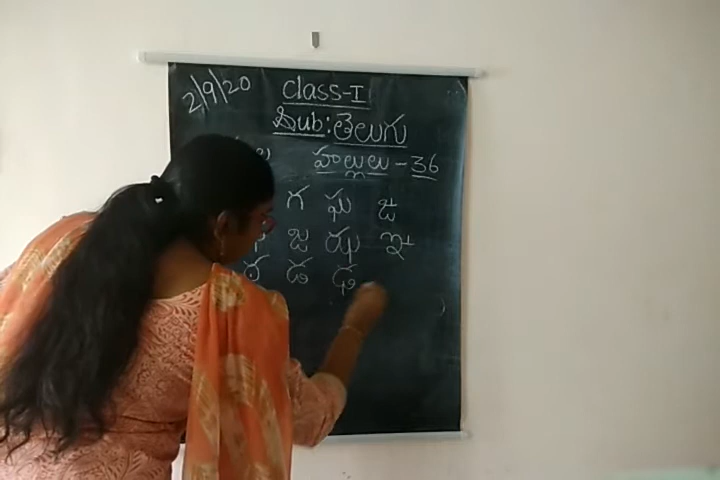 2/9/20 Class-I
Sub: తెలుగు
హల్లులు - 36
గ ఘ ఙ
జ ఝ ఞ
ఠ డ ఢ